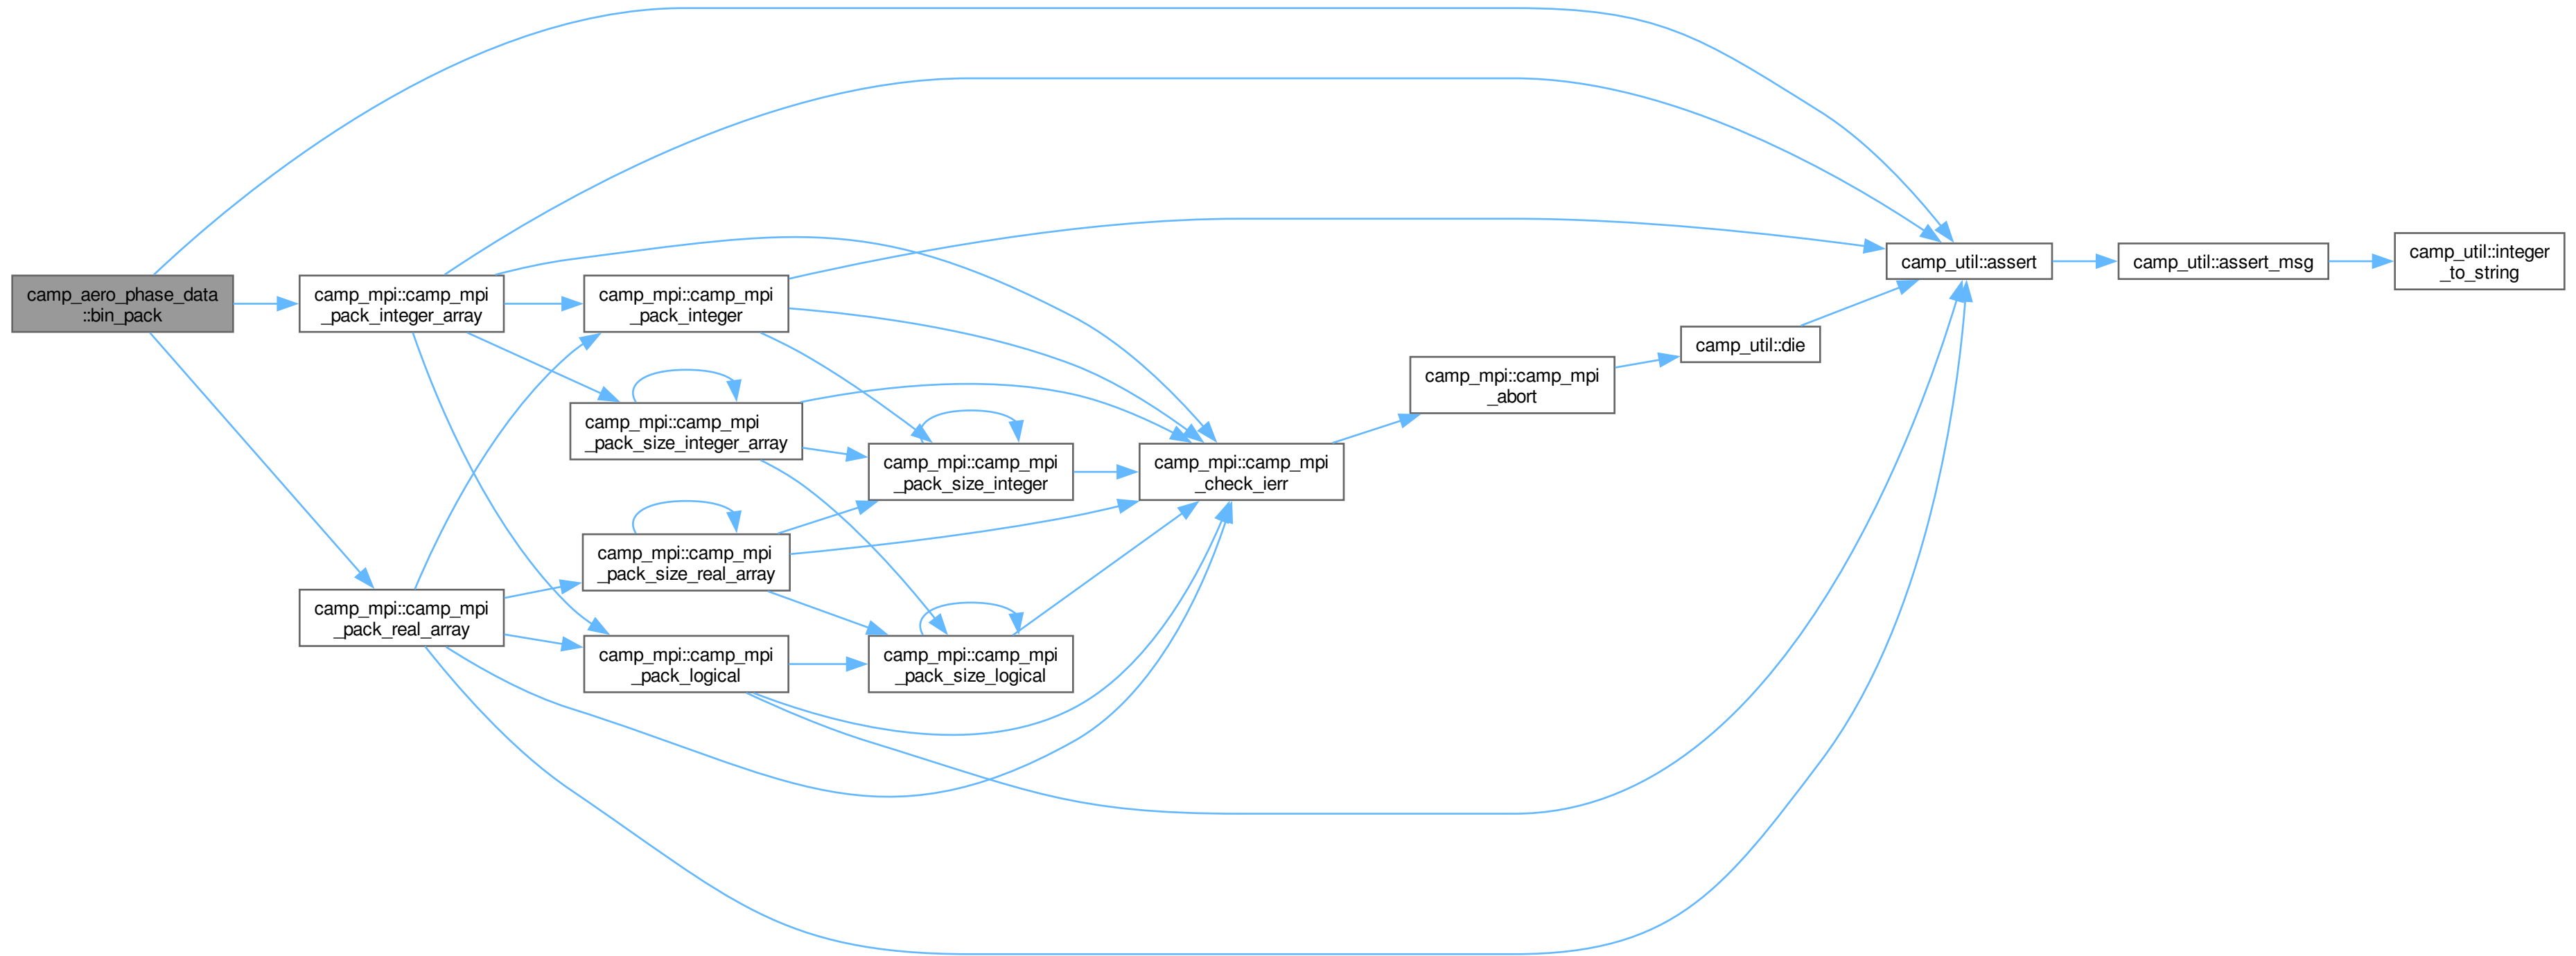 camp_aero_phase_data
::bin_pack
camp_mpi::camp_mpi
_pack_integer_array
camp_mpi::camp_mpi
_pack_real_array
camp_mpi::camp_mpi
_pack_integer
camp_mpi::camp_mpi
_pack_size_integer_array
camp_mpi::camp_mpi
_pack_size_real_array
camp_mpi::camp_mpi
_pack_logical
camp_mpi::camp_mpi
_pack_size_integer
camp_mpi::camp_mpi
_pack_size_logical
camp_mpi::camp_mpi
_check_ierr
camp_mpi::camp_mpi
_abort
camp_util::die
camp_util::assert
camp_util::assert_msg
camp_util::integer
_to_string